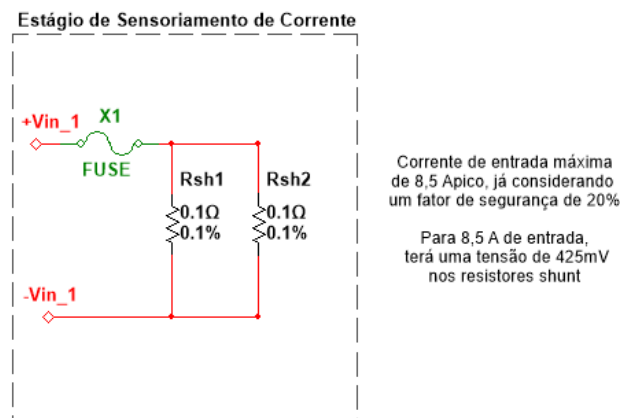 Estágio de Sensoriamento de Corrente
+Vin_1
X1
FUSE
Rsh1
0.1Ω
0.1%
Rsh2
0.1Ω
0.1%
-Vin_1
Corrente de entrada máxima
de 8,5 Apico, já considerando
um fator de segurança de 20%
Para 8,5 A de entrada,
terá uma tensão de 425mV
nos resistores shunt